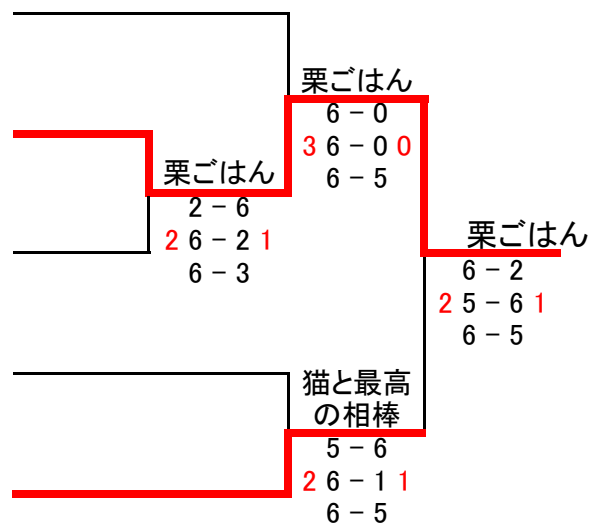 栗ごはん
6 - 0
3 6 - 0 0
6 - 5
栗ごはん
2 - 6
2 6 - 2 1
6 - 3
栗ごはん
6 - 2
2 5 - 6 1
6 - 5
猫と最高
の相棒
5 - 6
2 6 - 1 1
6 - 5